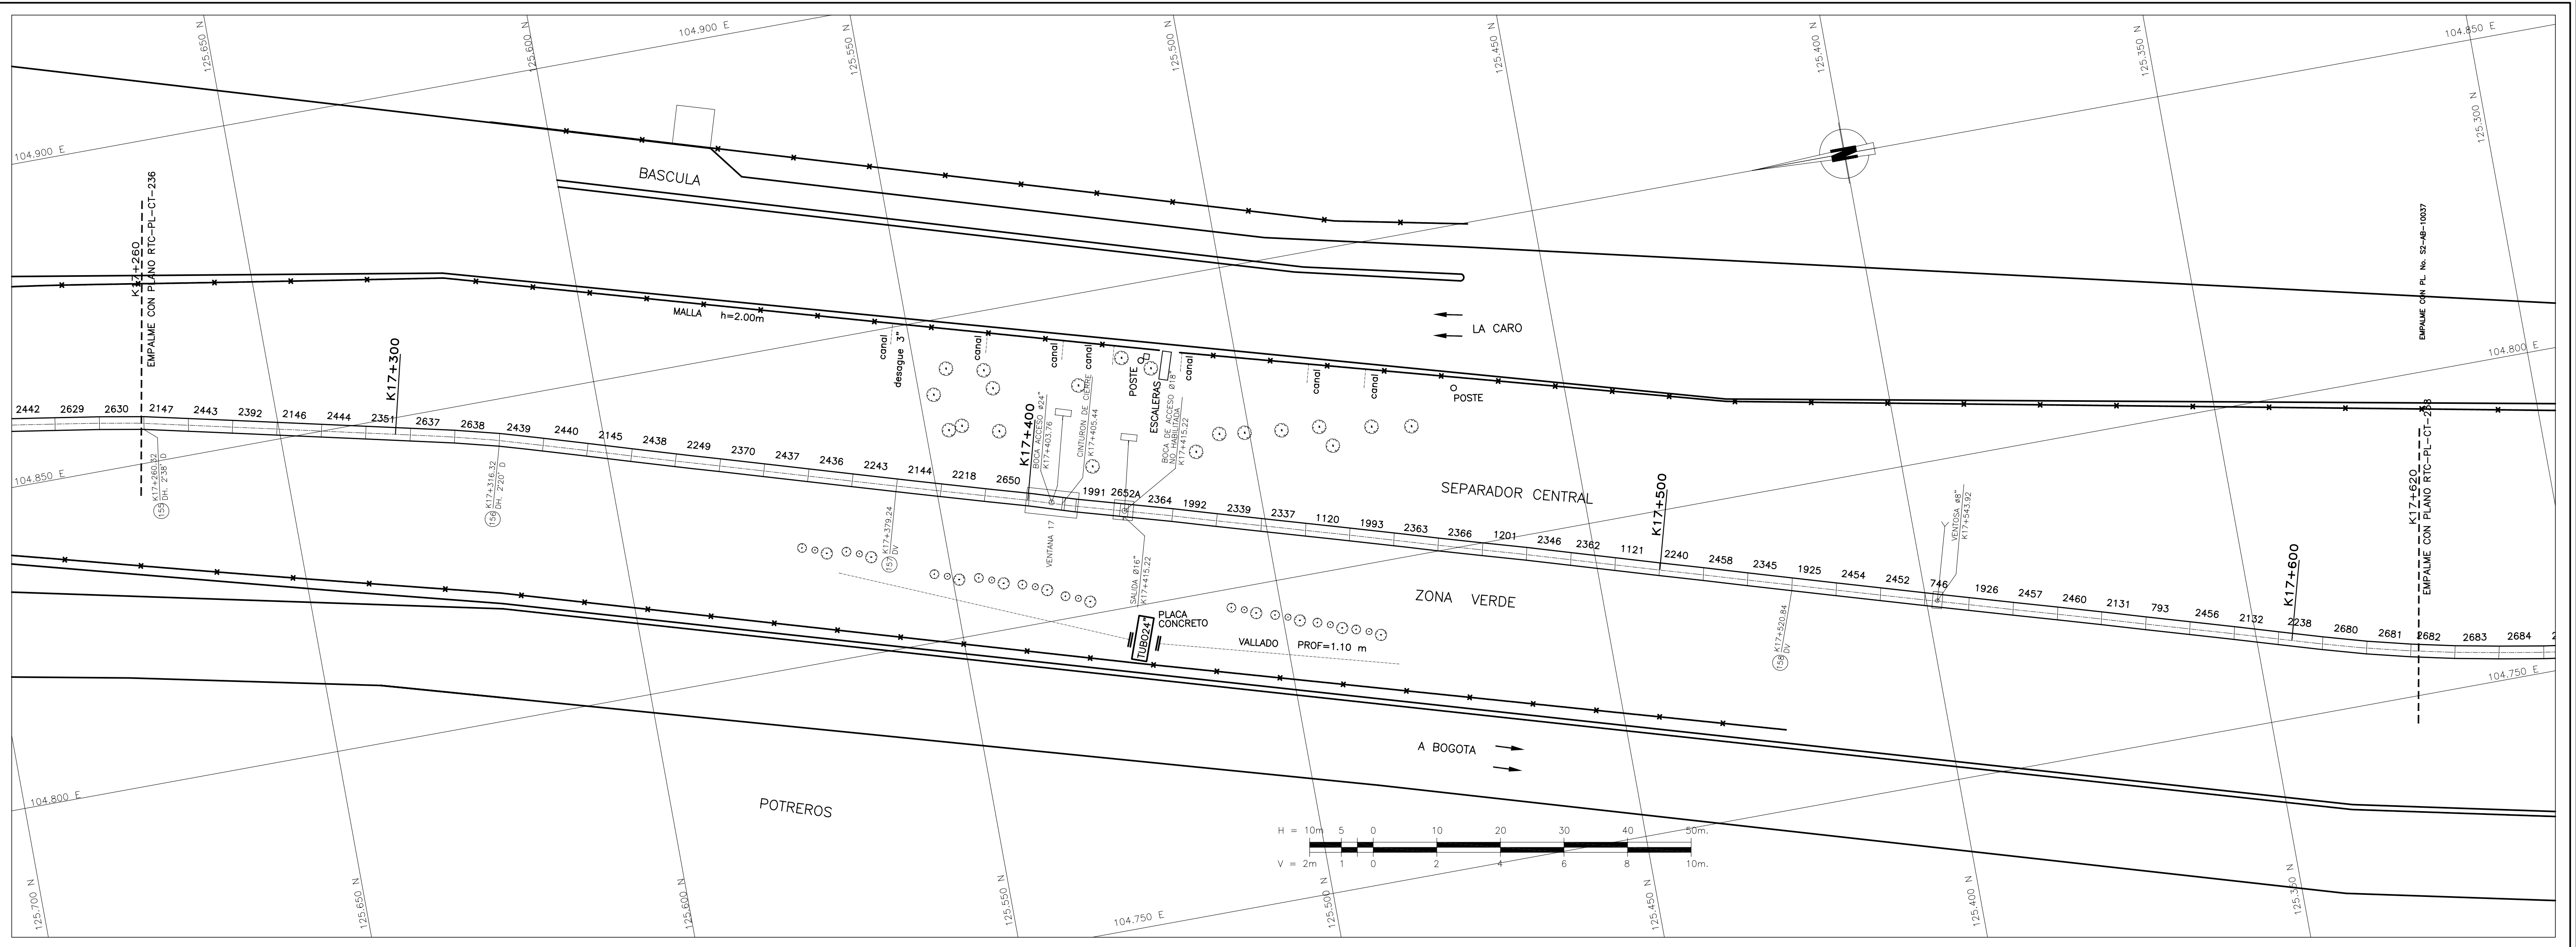 125.650 N
125.600 N
104.900 E
125.550 N
125.500 N
125.450 N
125.400 N
125.350 N
104.850 E
125.300 N
104.900 E
BASCULA
K17+260
EMPALME CON PLANO RTC-PL-CT-236
EMPALME CON PL. No. S2-AB-10037
MALLA h=2.00m
LA CARO
104.800 E
K17+300
canal
desague 3"
canal
canal
canal
POSTE
ESCALERAS
canal
canal
canal
POSTE
2442 2629 2630 2147 2443 2392 2146 2444 2351 2637 2638 2439 2440 2145 2438 2249 2370 2437 2436 2243 2144 2218 2650 1991 2652A 2364 1992 2339 2337 1120 1993 2363 2366 1201 2346 2362 1121 2240 2458 2345 1925 2454 2452 746 1926 2457 2460 2131 793 2456 2132 2238 2680 2681 2682 2683 2684 2
K17+400
BOCA ACCESO Ø24"
K17+403.76
CINTURON DE CIERRE
K17+405.44
BOCA DE ACCESO Ø18"
NO HABILITADA
K17+415.22
104.850 E
155
K17+260.32
DH. 2°38' D
156
K17+316.32
DH. 2°20' D
157
K17+379.24
DV
VENTANA 17
SALIDA Ø16"
K17+415.22
SEPARADOR CENTRAL
K17+500
VENTOSA Ø8"
K17+543.92
K17+600
K17+620
EMPALME CON PLANO RTC-PL-CT-238
ZONA VERDE
158
K17+520.84
DV
PLACA
CONCRETO
TUBO24"
VALLADO PROF=1.10 m
104.750 E
A BOGOTA
104.800 E
POTREROS
H = 10m 5 0 10 20 30 40 50m.
V = 2m 1 0 2 4 6 8 10m.
125.700 N
125.650 N
125.600 N
125.550 N
104.750 E
125.500 N
125.450 N
125.400 N
125.350 N